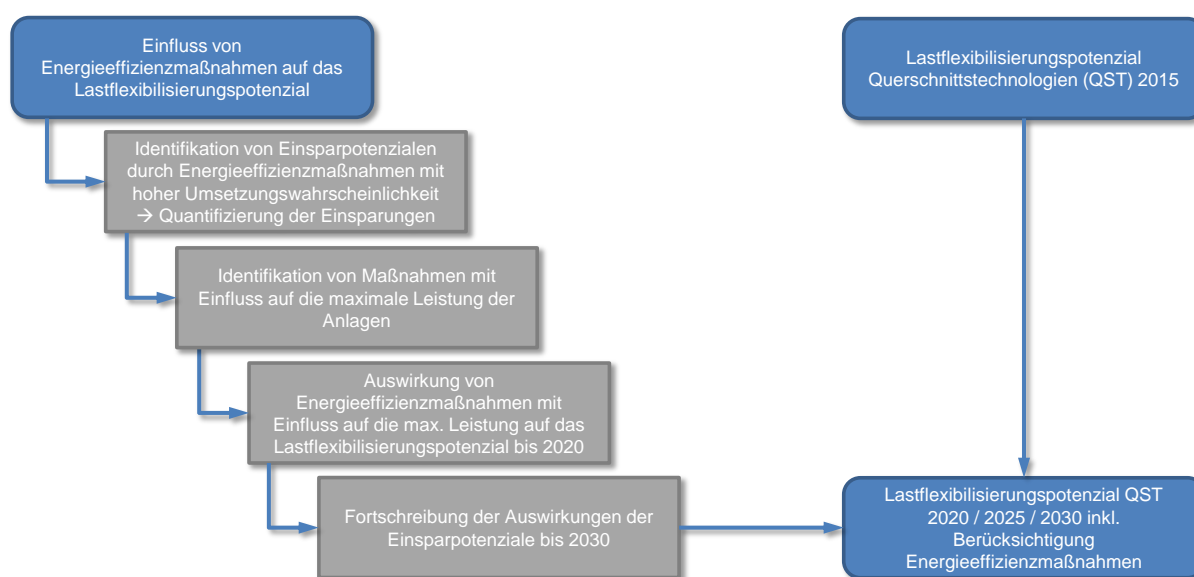 Einfluss von
Energieeffizienzmaßnahmen auf das
Lastflexibilisierungspotenzial
Lastflexibilisierungspotenzial
Querschnittstechnologien (QST) 2015
Identifikation von Einsparpotenzialen
durch Energieeffizienzmaßnahmen mit
hoher Umsetzungswahrscheinlichkeit
→ Quantifizierung der Einsparungen
Identifikation von Maßnahmen mit
Einfluss auf die maximale Leistung der
Anlagen
Auswirkung von
Energieeffizienzmaßnahmen mit
Einfluss auf die max. Leistung auf das
Lastflexibilisierungspotenzial bis 2020
Fortschreibung der Auswirkungen der
Einsparpotenziale bis 2030
Lastflexibilisierungspotenzial QST
2020 / 2025 / 2030 inkl.
Berücksichtigung
Energieeffizienzmaßnahmen